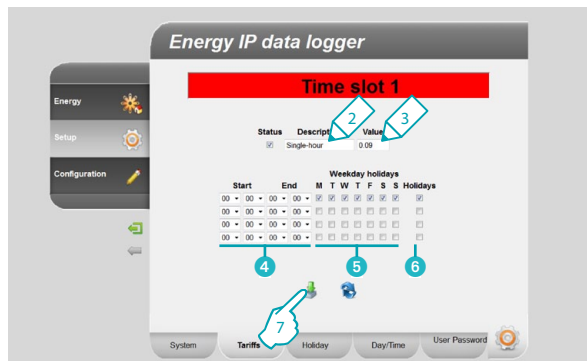 Energy IP data logger
Time slot 1
Energy
Setup
Configuration
2 3
Status Descript Value
Single-hour 0.09
Weekday holidays
Start End M T W T F S S Holidays
00 00 00 00
00 00 00 00
00 00 00 00
00 00 00 00
4 5 6
7
System Tariffs Holiday Day/Time User Password